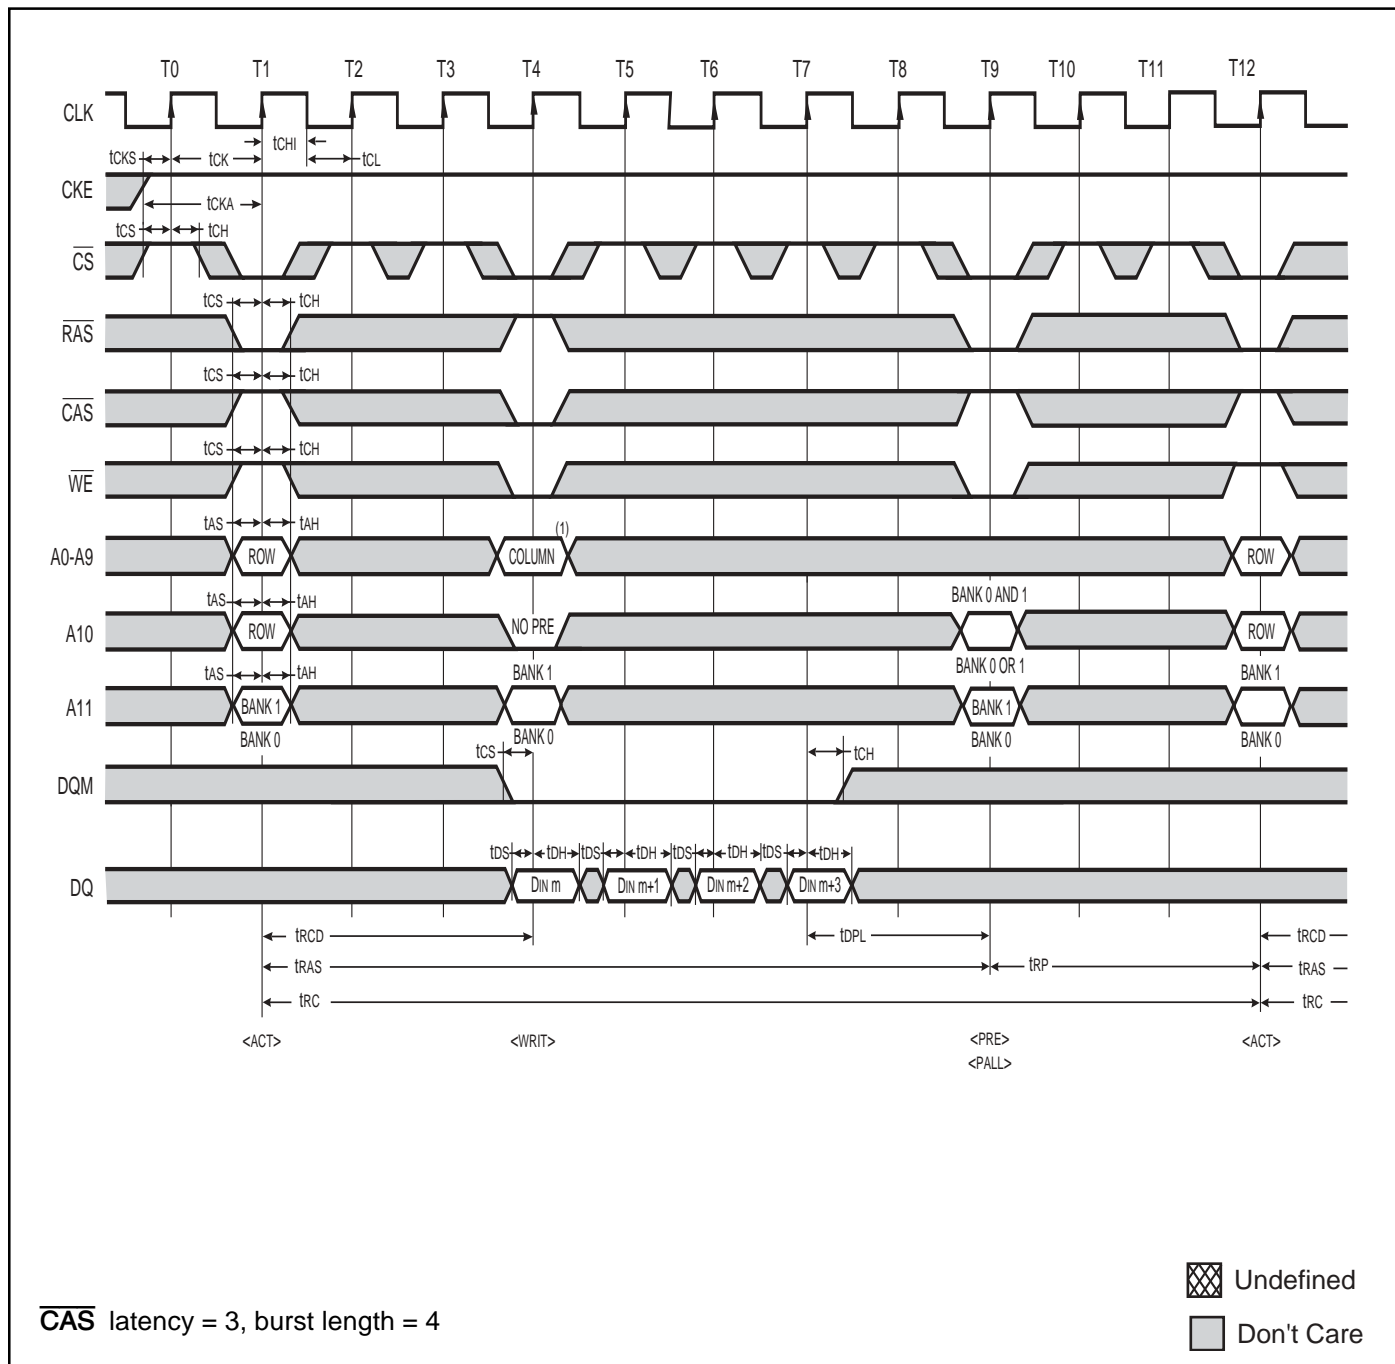 T0 T1 T2 T3 T4 T5 T6 T7 T8 T9 T10 T11 T12
CLK
tCHI
tCKS tCK tCL
CKE
tCKA
tCS tCH
CS
tCS tCH
RAS
tCS tCH
CAS
tCS tCH
WE
tAS tAH (1)
A0-A9 ROW COLUMN ROW
tAS tAH BANK 0 AND 1
A10 ROW NO PRE ROW
tAS tAH BANK 1 BANK 0 OR 1 BANK 1
A11 BANK 1 BANK 1
BANK 0 BANK 0 BANK 0 BANK 0
tCS tCH
DQM
tDS tDH tDS tDH tDS tDH tDS tDH
DQ DIN m DIN m+1 DIN m+2 DIN m+3
tRCD tDPL tRCD
tRAS tRP tRAS
tRC tRC
<ACT> <WRIT> <PRE> <ACT>
<PALL>
Undefined
CAS latency = 3, burst length = 4
Don't Care